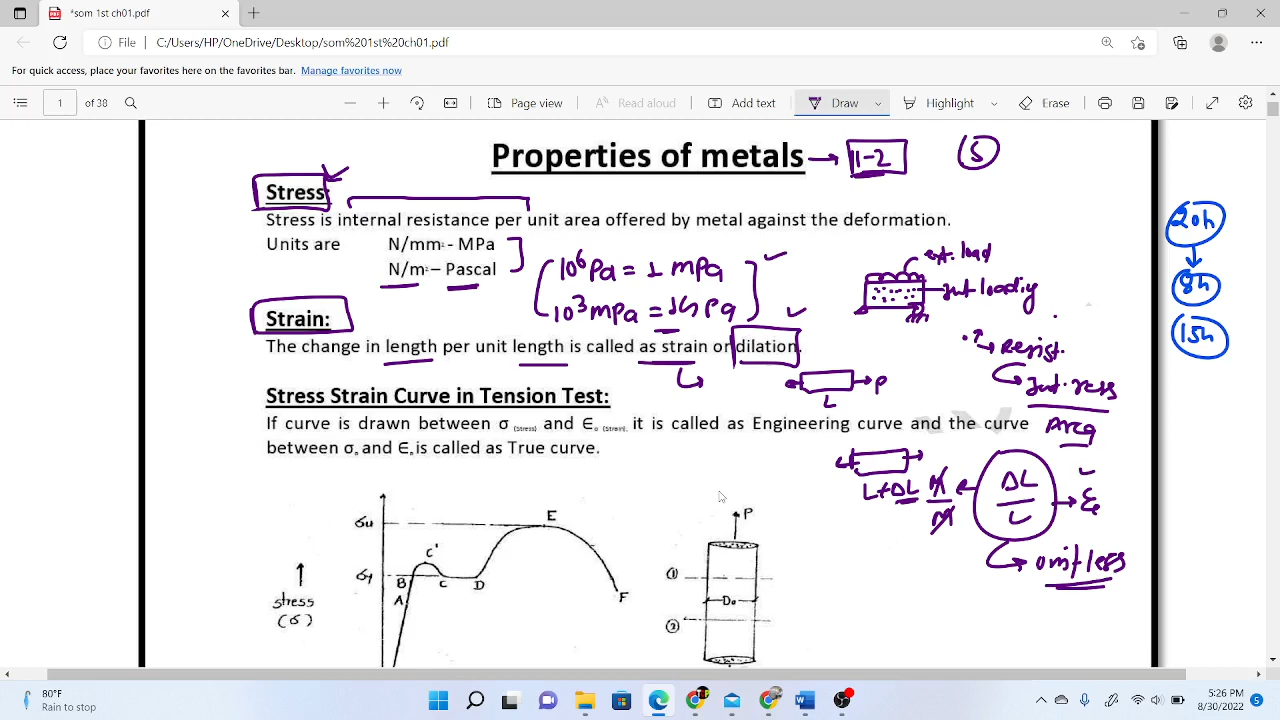 *som 1st ch01.pdf
File C:/Users/HP/OneDrive/Desktop/som%201st%20ch01.pdf
For quick access, place your favorites here on the favorites bar. Manage favorites now
1 of 38 Page view Read aloud Add text Draw Highlight Erase
Properties of metals → 11-2 5
Stress:
Stress is internal resistance per unit area offered by metal against the deformation.
Units are N/mm² - MPa
N/m² – Pascal
10⁶ Pa = 1 mPa
10³ mPa = 1G Pa
ext. load
Int loading
20h
8h
15h
Strain:
The change in length per unit length is called as strain or dilation.
resist.
Int. ress
Area
P
L
Stress Strain Curve in Tension Test:
If curve is drawn between σ (Stress) and ∈o (Strain), it is called as Engineering curve and the curve
between σa and ∈a is called as True curve.
L+ΔL M/M ΔL/L ε
unitless
σu E
C'
σy B C D
A F
stress
(σ)
P
①
Do
②
80°F
Rain to stop
5:26 PM
8/30/2022
5